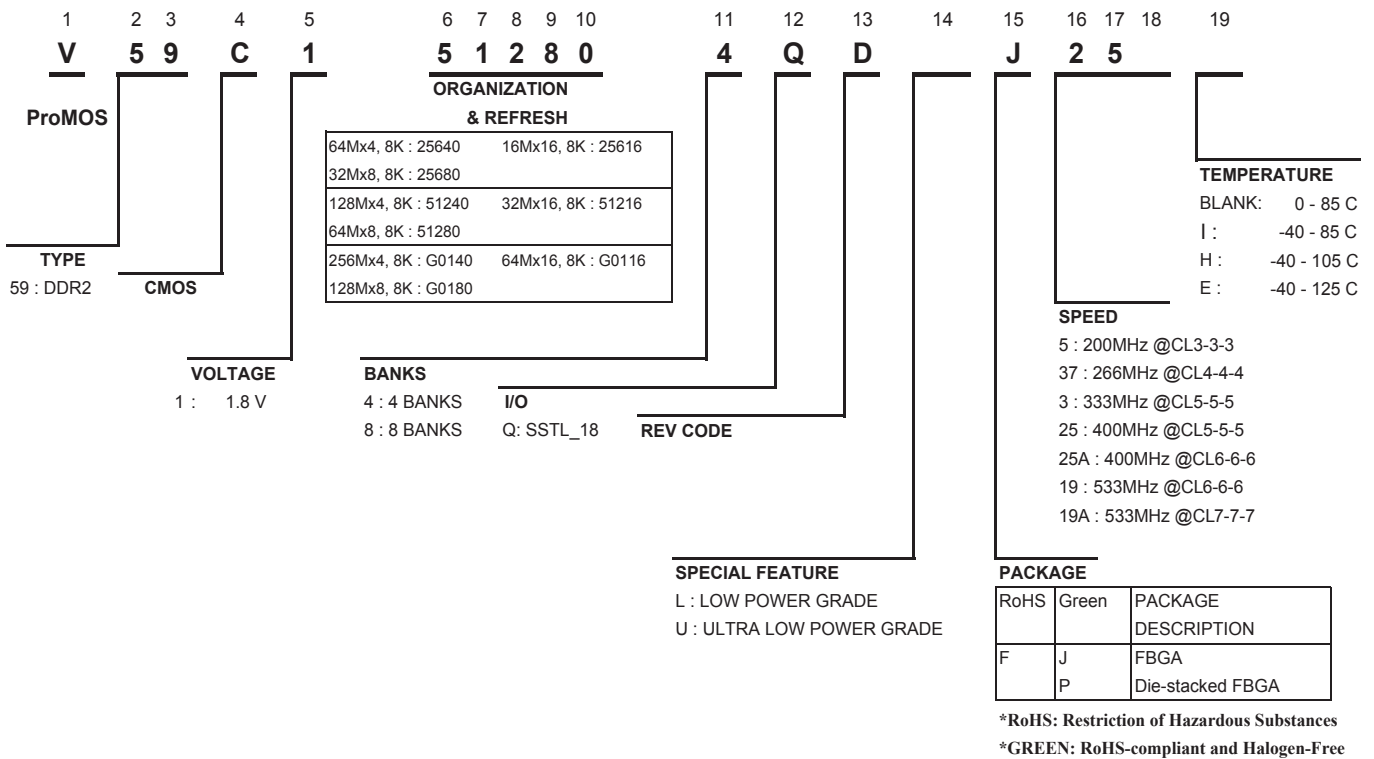 1 2 3 4 5 6 7 8 9 10 11 12 13 14 15 16 17 18 19
V 5 9 C 1 5 1 2 8 0 4 Q D J 2 5
ORGANIZATION
& REFRESH
ProMOS
64Mx4, 8K : 25640 16Mx16, 8K : 25616
32Mx8, 8K : 25680
128Mx4, 8K : 51240 32Mx16, 8K : 51216
64Mx8, 8K : 51280
256Mx4, 8K : G0140 64Mx16, 8K : G0116
128Mx8, 8K : G0180
TYPE
59 : DDR2
CMOS
TEMPERATURE
BLANK: 0 - 85 C
I : -40 - 85 C
H : -40 - 105 C
E : -40 - 125 C
VOLTAGE
1 : 1.8 V
BANKS
4 : 4 BANKS
8 : 8 BANKS
I/O
Q: SSTL_18
REV CODE
SPEED
5 : 200MHz @CL3-3-3
37 : 266MHz @CL4-4-4
3 : 333MHz @CL5-5-5
25 : 400MHz @CL5-5-5
25A : 400MHz @CL6-6-6
19 : 533MHz @CL6-6-6
19A : 533MHz @CL7-7-7
SPECIAL FEATURE
L : LOW POWER GRADE
U : ULTRA LOW POWER GRADE
PACKAGE
RoHS Green PACKAGE
DESCRIPTION
F J FBGA
P Die-stacked FBGA
*RoHS: Restriction of Hazardous Substances
*GREEN: RoHS-compliant and Halogen-Free